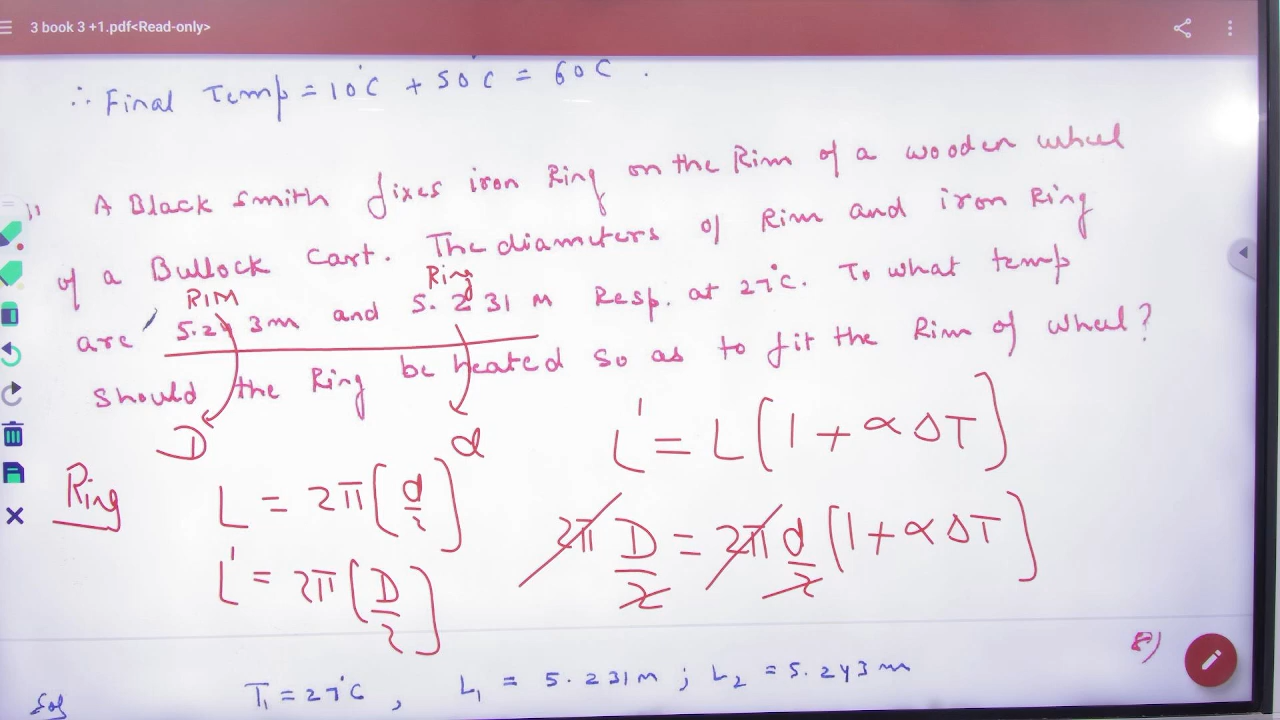 3 book 3 +1.pdf<Read-only>
∴ Final Temp = 10°C + 50°C = 60C .
A Black Smith fixes iron Ring on the Rim of a wooden wheel
of a Bullock Cart. The diameters of Rim and iron Ring
RIM Ring
are 5.243m and 5.231 m Resp. at 27°C. To what temp
should the Ring be heated so as to fit the Rim of wheel?
D d
L' = L(1 + α ΔT)
Ring
L = 2π(d/2)
2π D/2 = 2π d/2 (1 + α ΔT)
L' = 2π(D/2)
8)
Sol T₁ = 27°C , L₁ = 5.231m ; L₂ = 5.243m